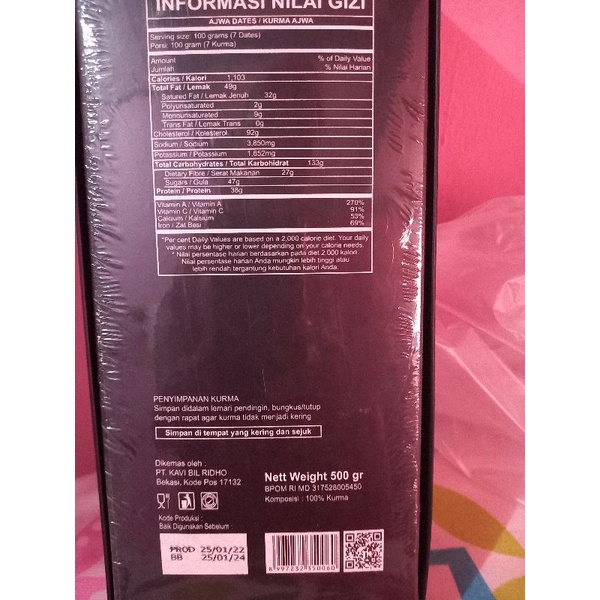 INFORMASI NILAI GIZI
AJWA DATES / KURMA AJWA
Serving size: 100 grams (7 Dates)
Porsi: 100 gram (7 Kurma)
Amount % of Daily Value
Jumlah % Nilai Harian
Calories / Kalori 1,103
Total Fat / Lemak 49g
Satured Fat / Lemak Jenuh 32g
Polyunsaturated 2g
Monoumsaturated 9g
Trans Fat / Lemak Trans 0g
Cholesterol / Kolesterol 92g
Sodium / Sodium 3,850mg
Potassium / Potassium 1,652mg
Total Carbohydrates / Total Karbohidrat 133g
Dietary Fibre / Serat Makanan 27g
Sugars / Gula 47g
Protein / Protein 38g
Vitamin A / Vitamin A 270%
Vitamin C / Vitamin C 91%
Calcium / Kalsium 53%
Iron / Zat Besi 69%
*Per cent Daily Values are based on a 2,000 calorie diet. Your daily
values may be higher or lower depending on your calorie needs.
* Nilai persentase harian berdasarkan pada diet 2.000 kalori.
Nilai persentase harian Anda mungkin lebih tinggi atau
lebih rendah tergantung kebutuhan kalori Anda.
PENYIMPANAN KURMA
Simpan didalam lemari pendingin, bungkus/tutup
dengan rapat agar kurma tidak menjadi kering
Simpan di tempat yang kering dan sejuk
Dikemas oleh :
PT. KAVI BIL RIDHO
Bekasi, Kode Pos 17132
Nett Weight 500 gr
BPOM RI MD 317528005450
Komposisi : 100% Kurma
Kode Produksi :
Baik Digunakan Sebelum :
PROD 25/01/22
BB 25/01/24
8 997232 350060